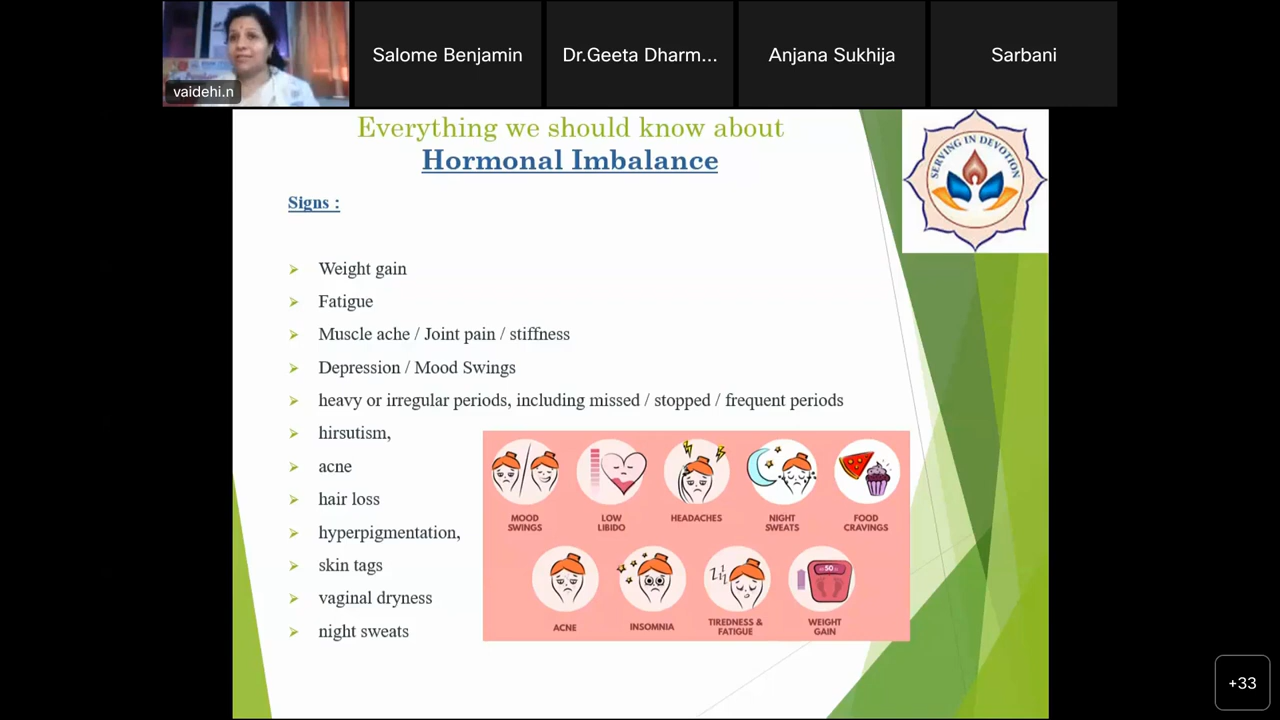 vaidehi.n
Salome Benjamin
Dr.Geeta Dharm...
Anjana Sukhija
Sarbani
Everything we should know about
Hormonal Imbalance
SERVING IN DEVOTION
Signs :
Weight gain
Fatigue
Muscle ache / Joint pain / stiffness
Depression / Mood Swings
heavy or irregular periods, including missed / stopped / frequent periods
hirsutism,
acne
hair loss
hyperpigmentation,
skin tags
vaginal dryness
night sweats
MOOD
SWINGS
LOW
LIBIDO
HEADACHES
NIGHT
SWEATS
FOOD
CRAVINGS
ACNE
INSOMNIA
TIREDNESS &
FATIGUE
50
WEIGHT
GAIN
+33